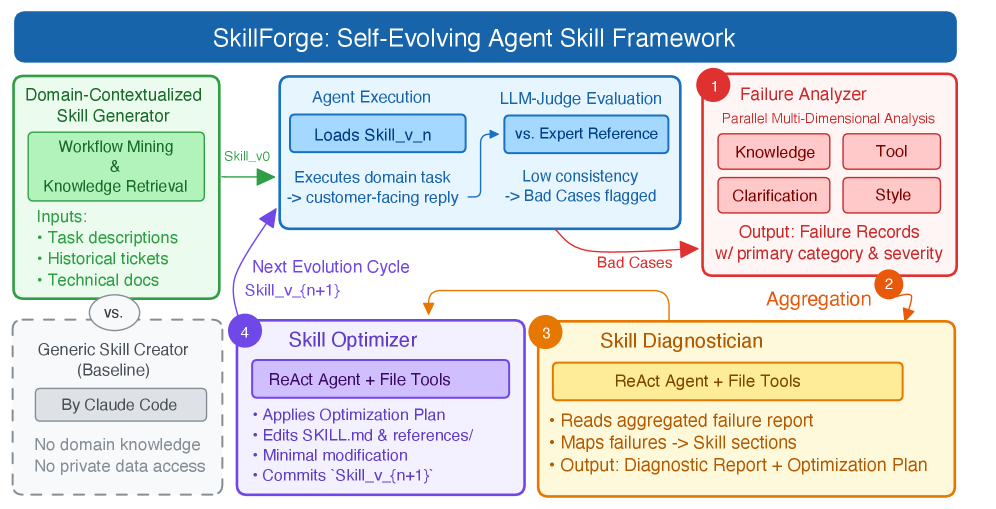 SkillForge: Self-Evolving Agent Skill Framework
Domain-Contextualized
Skill Generator
Workflow Mining
&
Knowledge Retrieval
Inputs:
• Task descriptions
• Historical tickets
• Technical docs
Skill_v0
Agent Execution
Loads Skill_v_n
Executes domain task
-> customer-facing reply
LLM-Judge Evaluation
vs. Expert Reference
Low consistency
-> Bad Cases flagged
Bad Cases
1
Failure Analyzer
Parallel Multi-Dimensional Analysis
Knowledge
Tool
Clarification
Style
Output: Failure Records
w/ primary category & severity
2
Aggregation
Next Evolution Cycle
Skill_v_{n+1}
vs.
Generic Skill Creator
(Baseline)
By Claude Code
No domain knowledge
No private data access
4
Skill Optimizer
ReAct Agent + File Tools
• Applies Optimization Plan
• Edits SKILL.md & references/
• Minimal modification
• Commits `Skill_v_{n+1}`
3
Skill Diagnostician
ReAct Agent + File Tools
• Reads aggregated failure report
• Maps failures -> Skill sections
• Output: Diagnostic Report + Optimization Plan